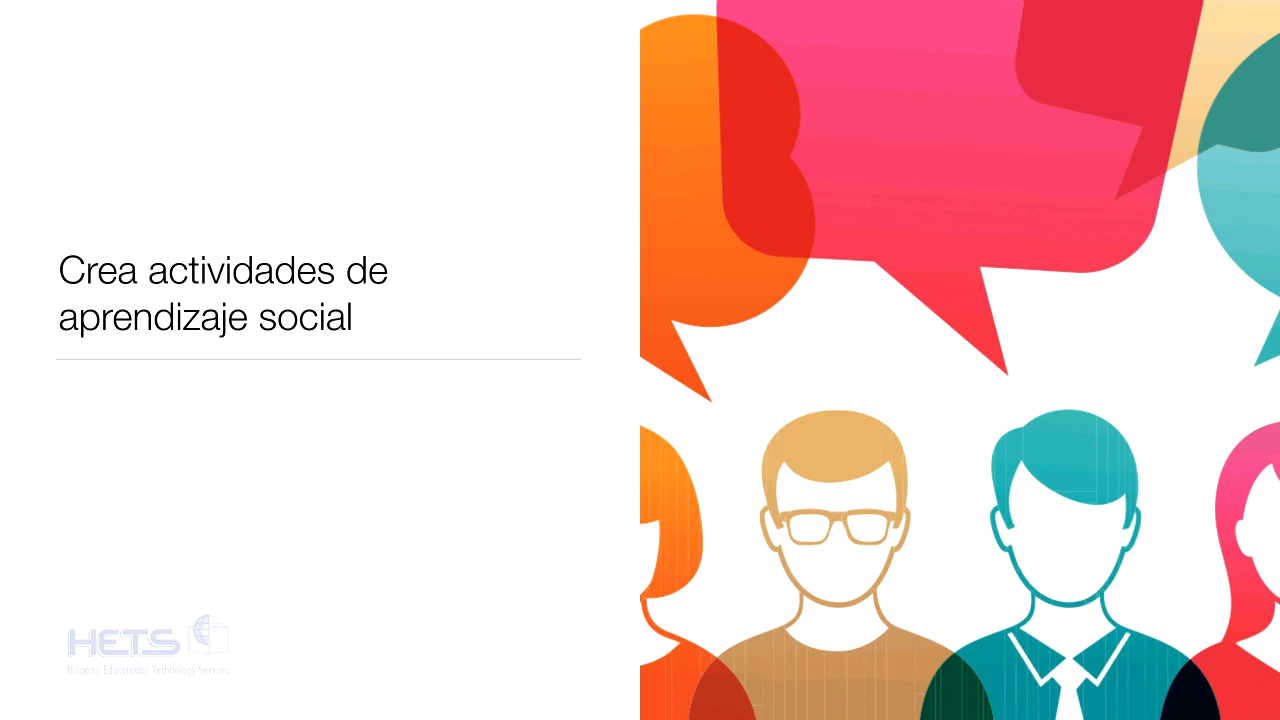 Crea actividades de
aprendizaje social
HETS
Hispanic Educational Technology Services